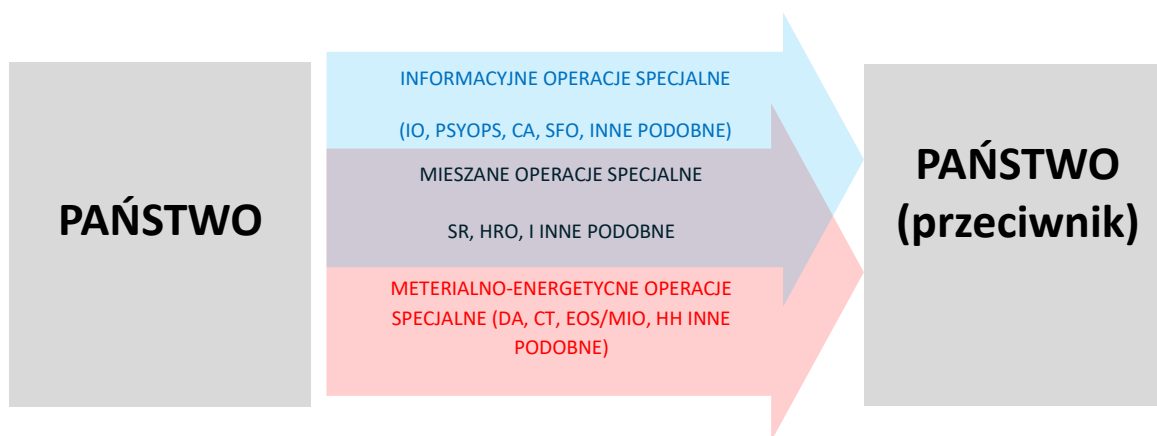 PAŃSTWO
INFORMACYJNE OPERACJE SPECJALNE
(IO, PSYOPS, CA, SFO, INNE PODOBNE)
MIESZANE OPERACJE SPECJALNE
SR, HRO, I INNE PODOBNE
METERIALNO-ENERGETYCNE OPERACJE
SPECJALNE (DA, CT, EOS/MIO, HH INNE
PODOBNE)
PAŃSTWO
(przeciwnik)